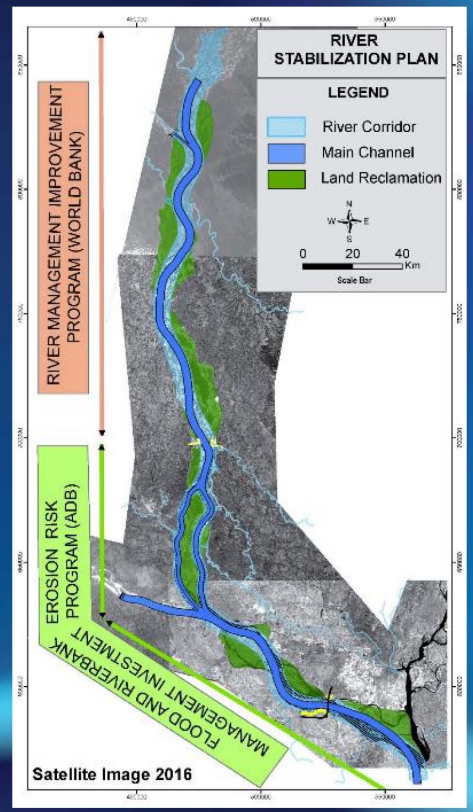 RIVER
STABILIZATION PLAN
LEGEND
River Corridor
Main Channel
Land Reclamation
N
W E
S
0 20 40
Km
Scale Bar
RIVER MANAGEMENT IMPROVEMENT
PROGRAM (WORLD BANK)
EROSION RISK
PROGRAM (ADB)
FLOOD AND RIVERBANK
MANAGEMENT INVESTMENT
Satellite Image 2016